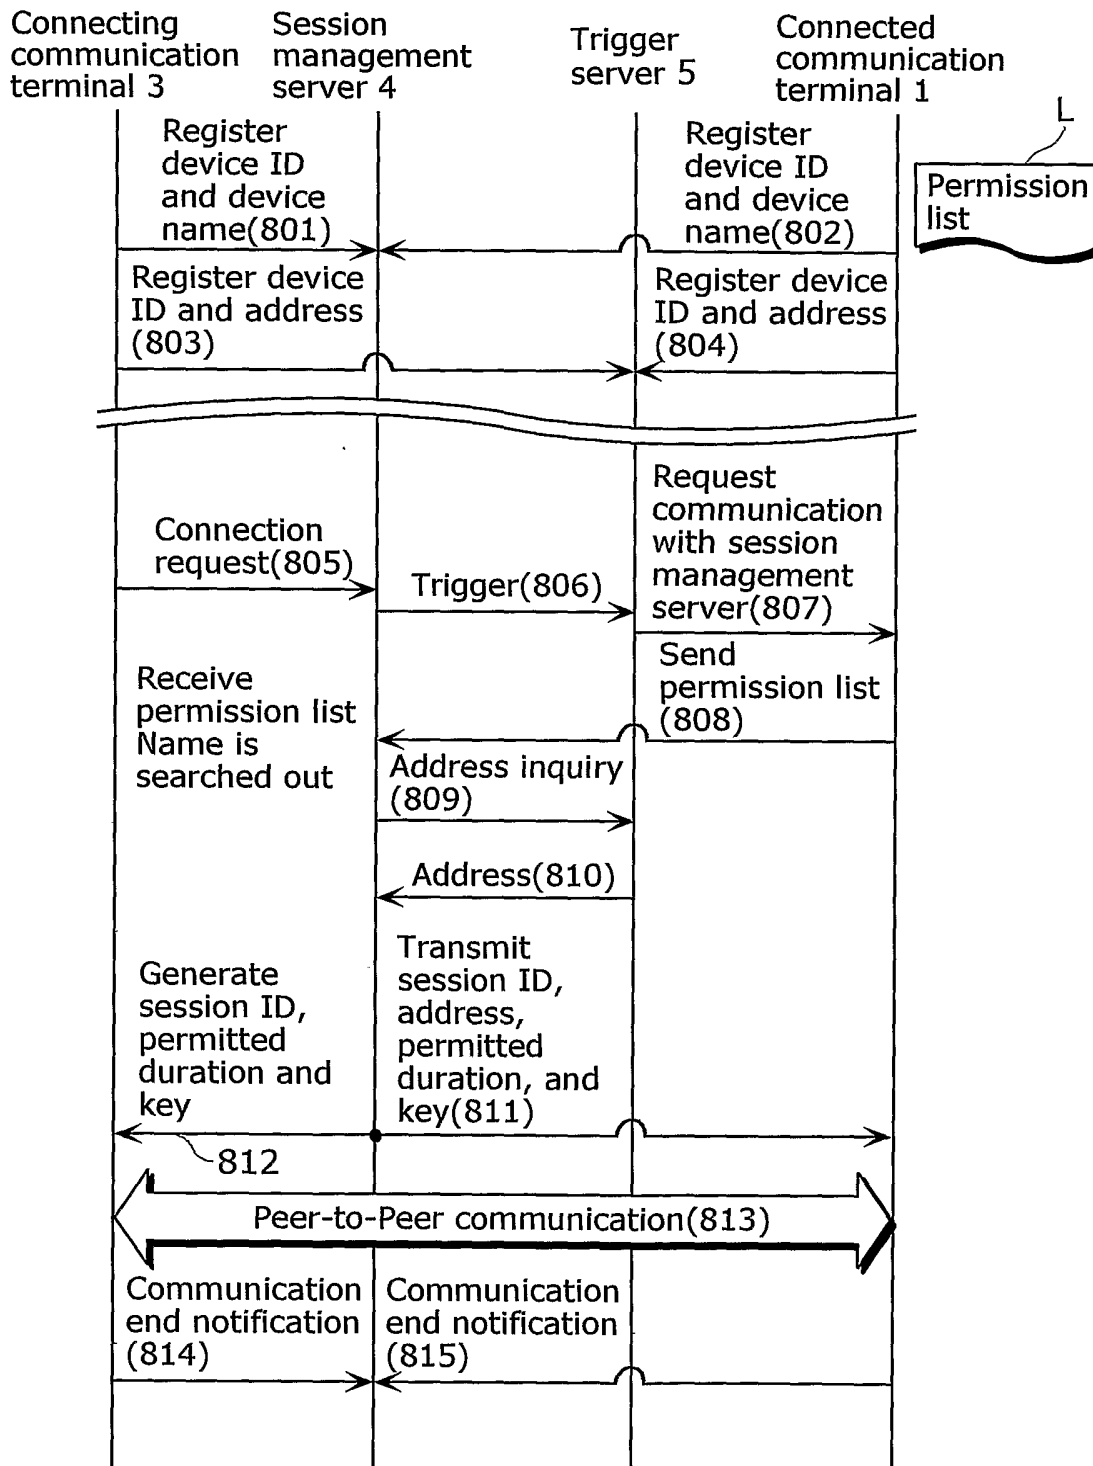 Connecting
communication
terminal 3
Session
management
server 4
Trigger
server 5
Connected
communication
terminal 1
L
Permission
list
Register
device ID
and device
name(801)
Register
device ID
and device
name(802)
Register device
ID and address
(803)
Register device
ID and address
(804)
Connection
request(805)
Trigger(806)
Request
communication
with session
management
server(807)
Send
permission list
(808)
Receive
permission list
Name is
searched out
Address inquiry
(809)
Address(810)
Generate
session ID,
permitted
duration and
key
Transmit
session ID,
address,
permitted
duration, and
key(811)
812
Peer-to-Peer communication(813)
Communication
end notification
(814)
Communication
end notification
(815)